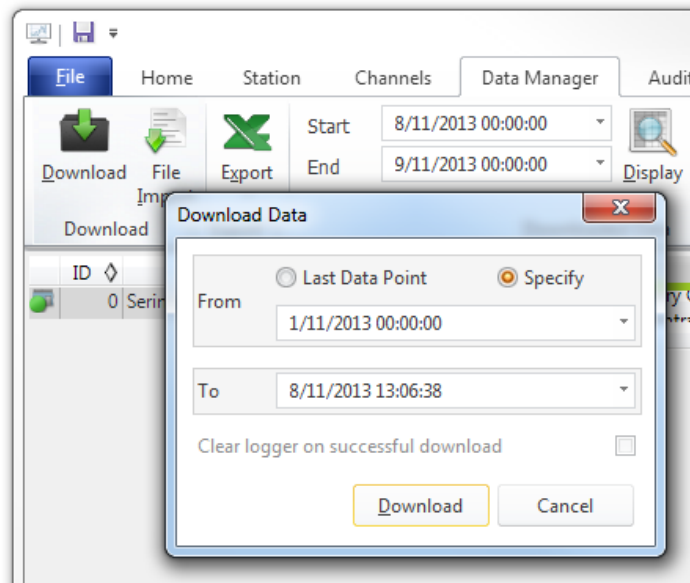 File Home Station Channels Data Manager
Start 8/11/2013 00:00:00
Download File Export End 9/11/2013 00:00:00 Display
Download
Download Data
ID
0
Last Data Point Specify
From
1/11/2013 00:00:00
To 8/11/2013 13:06:38
Clear logger on successful download
Download Cancel